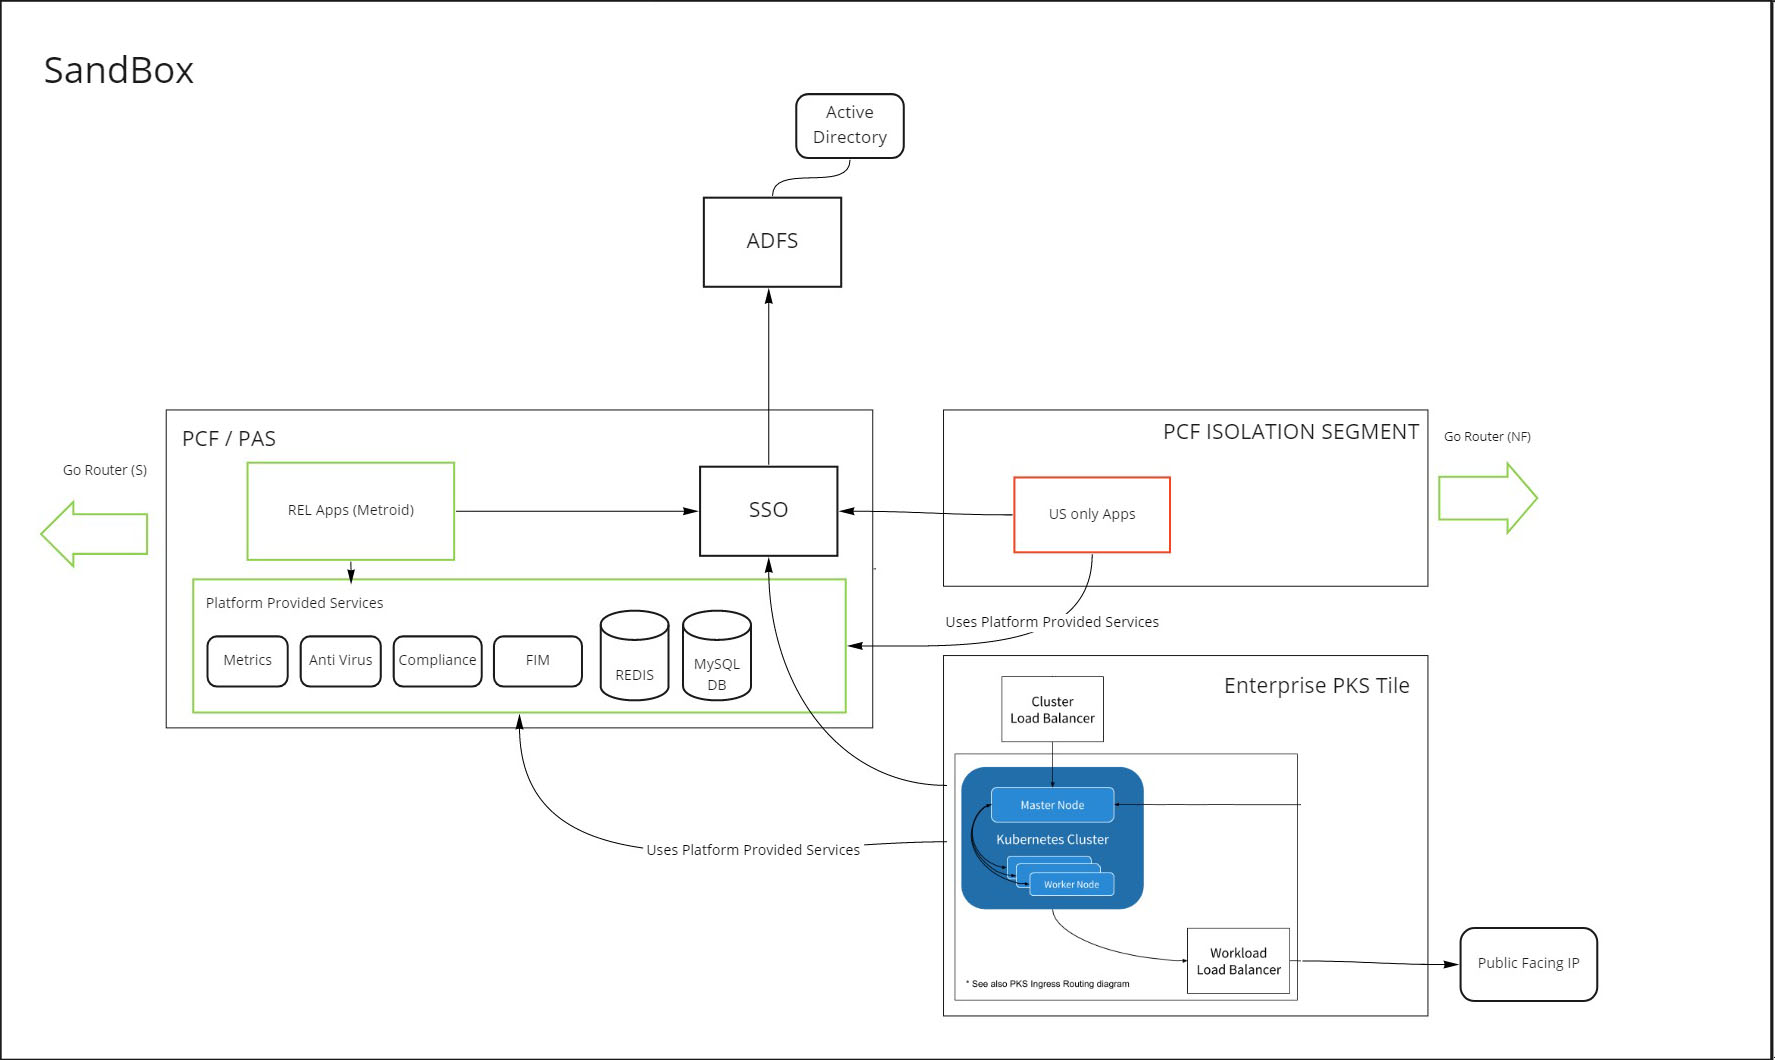 SandBox
Active
Directory
ADFS
PCF / PAS
PCF ISOLATION SEGMENT
Go Router (NF)
Go Router (S)
REL Apps (Metroid)
SSO
US only Apps
Platform Provided Services
Uses Platform Provided Services
Metrics
Anti Virus
Compliance
FIM
REDIS
MySQL
DB
Enterprise PKS Tile
Cluster
Load Balancer
Master Node
Kubernetes Cluster
Worker Node
Uses Platform Provided Services
Workload
Load Balancer
Public Facing IP
* See also PKS Ingress Routing diagram